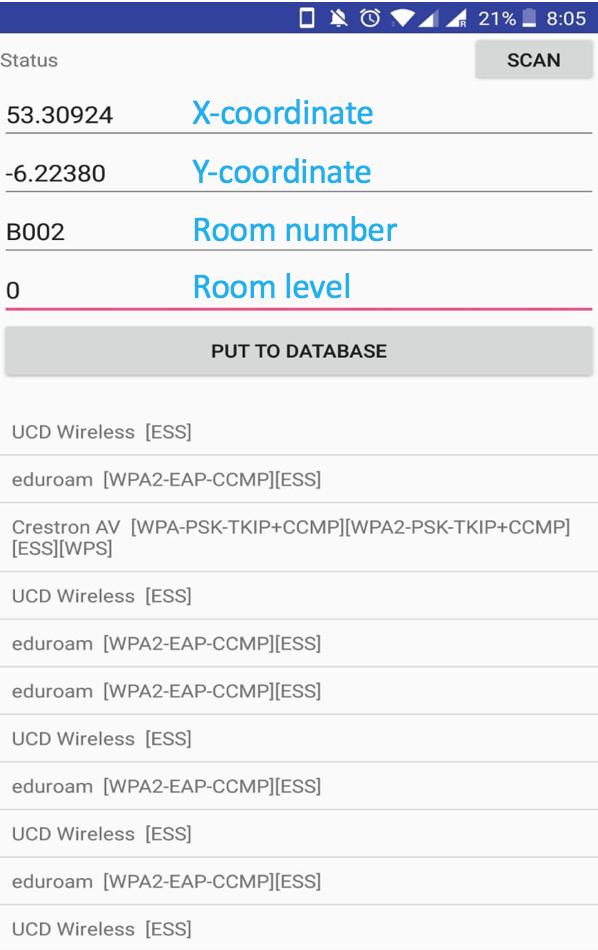 21% 8:05
Status SCAN
53.30924 X-coordinate
-6.22380 Y-coordinate
B002 Room number
0 Room level
PUT TO DATABASE
UCD Wireless [ESS]
eduroam [WPA2-EAP-CCMP][ESS]
Crestron AV [WPA-PSK-TKIP+CCMP][WPA2-PSK-TKIP+CCMP]
[ESS][WPS]
UCD Wireless [ESS]
eduroam [WPA2-EAP-CCMP][ESS]
eduroam [WPA2-EAP-CCMP][ESS]
UCD Wireless [ESS]
eduroam [WPA2-EAP-CCMP][ESS]
UCD Wireless [ESS]
eduroam [WPA2-EAP-CCMP][ESS]
UCD Wireless [ESS]